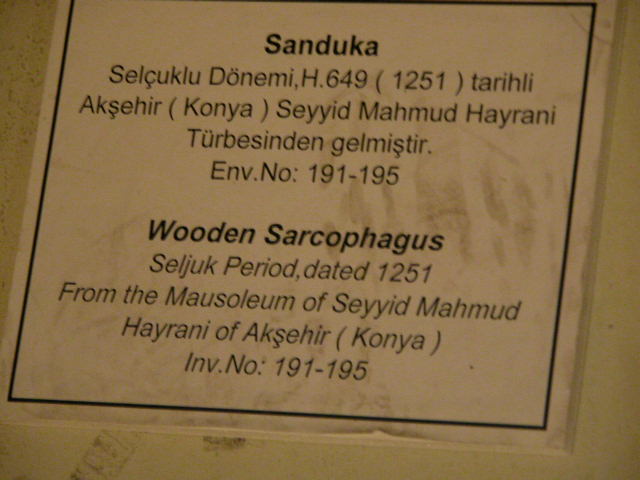 Sanduka
Selçuklu Dönemi,H.649 ( 1251 ) tarihli
Akşehir ( Konya ) Seyyid Mahmud Hayrani
Türbesinden gelmiştir.
Env.No: 191-195
Wooden Sarcophagus
Seljuk Period,dated 1251
From the Mausoleum of Seyyid Mahmud
Hayrani of Akşehir ( Konya )
Inv.No: 191-195